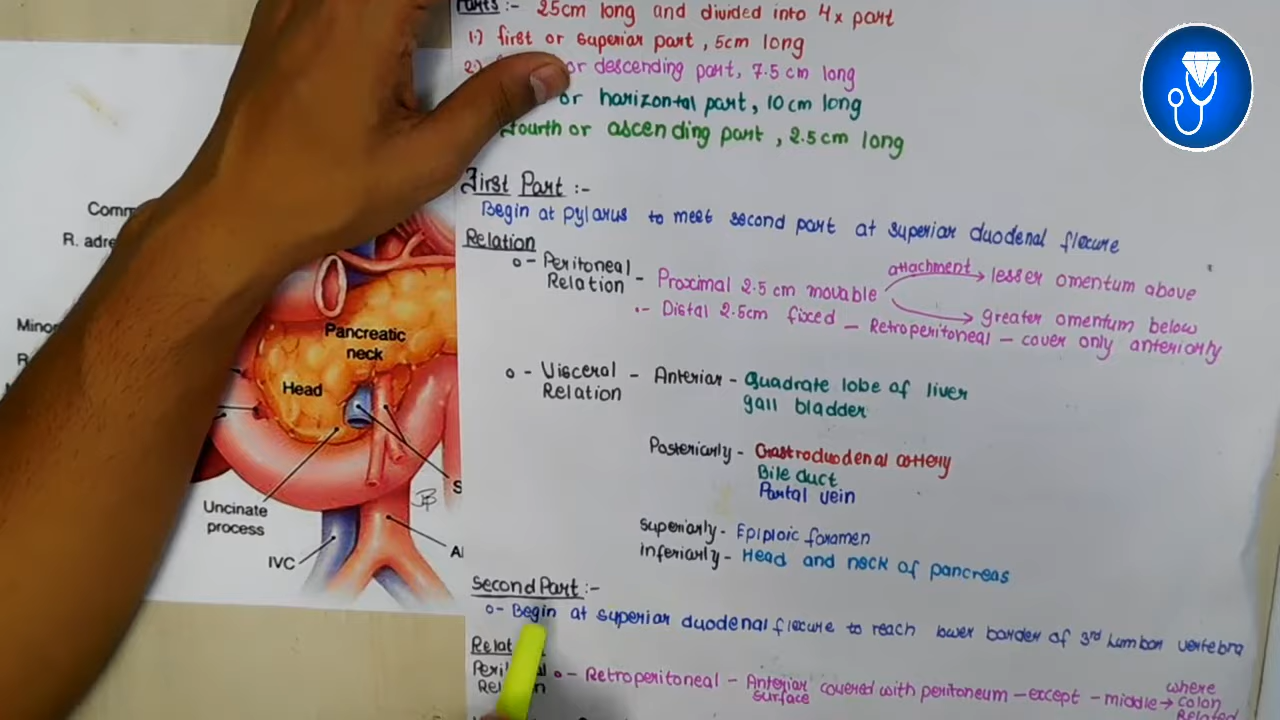 Parts :- 25cm long and divided into 4x part
1.) first or superior part, 5cm long
2.) or descending part, 7.5 cm long
or horizontal part, 10 cm long
fourth or ascending part, 2.5cm long
First Part :-
Begin at pylorus to meet second part at superior duodenal flexure
Relation
o- Peritoneal Relation - Proximal 2.5 cm movable
attachment → lesser omentum above
→ greater omentum below
.- Distal 2.5cm fixed - Retroperitoneal - cover only anteriorly
o- Visceral Relation - Anterior - Quadrate lobe of liver
gall bladder
Posteriorly - Gastroduodenal artery
Bile duct
Portal vein
Superiorly - Epiploic foramen
Inferiorly - Head and neck of pancreas
Second Part :-
o- Begin at superior duodenal flexure to reach lower border of 3rd lumbar vertebra
o- Retroperitoneal - Anterior surface covered with peritoneum - except - middle → where colon
R. adre
Pancreatic
neck
Head
Uncinate
process
IVC